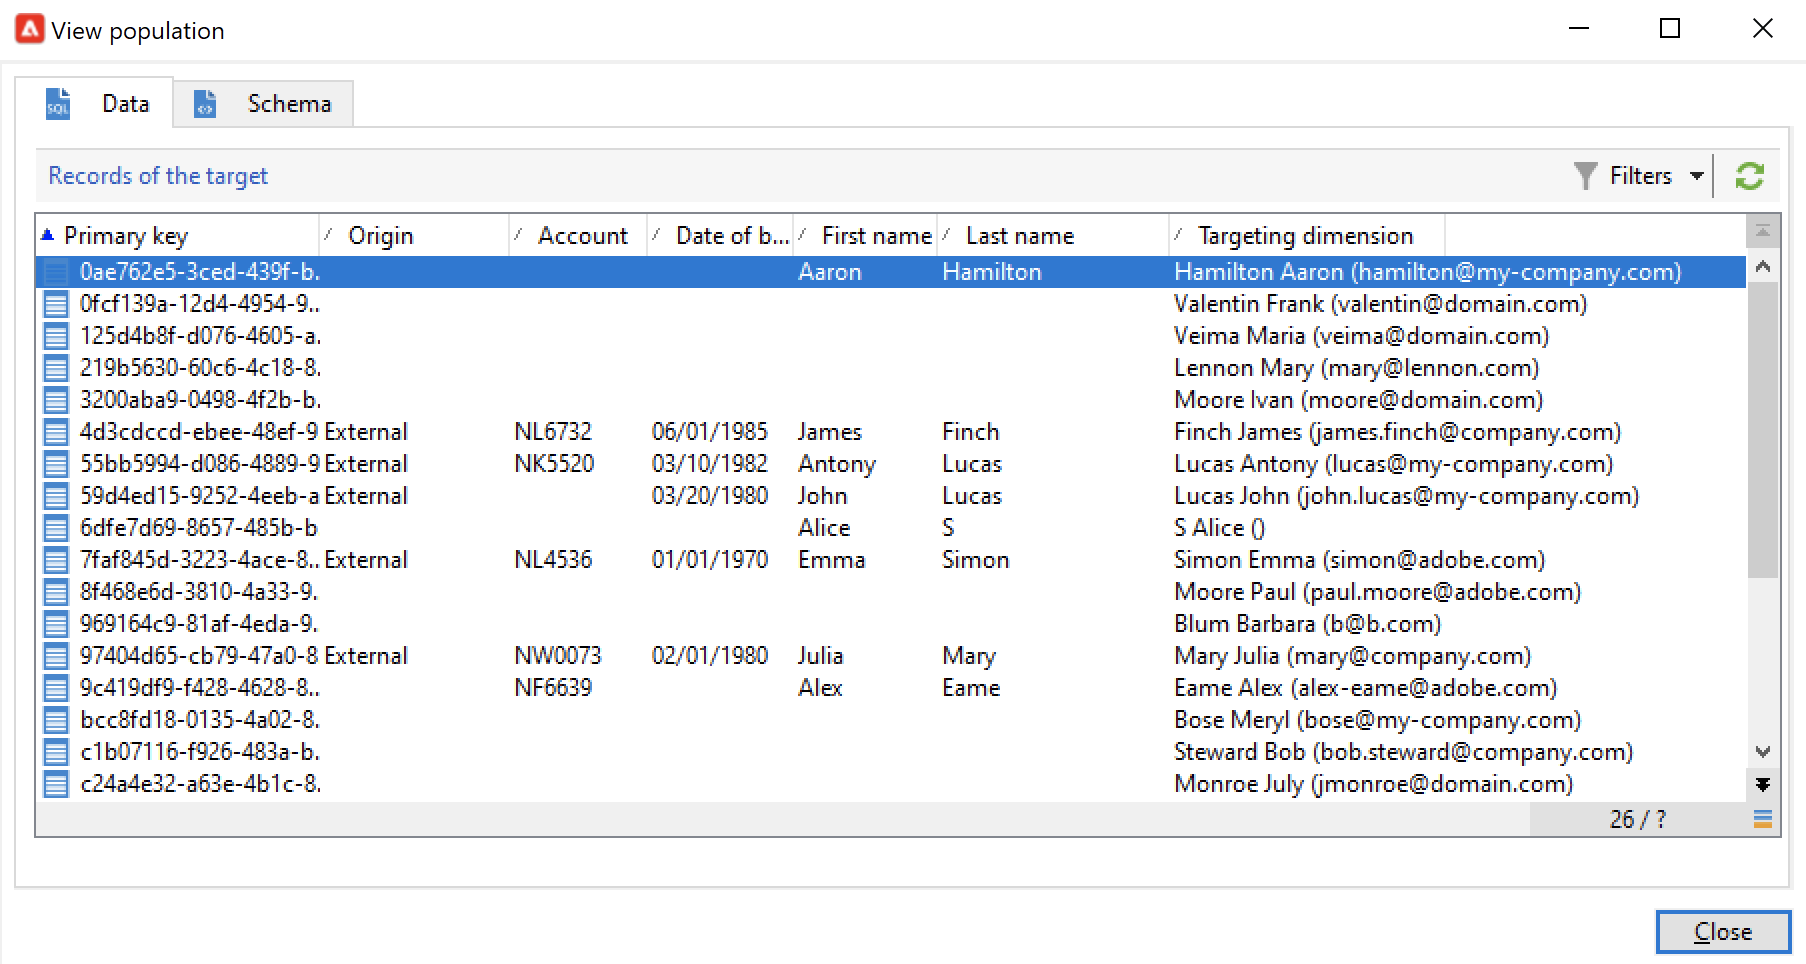 View population
Data Schema
Records of the target Filters
Primary key Origin Account Date of b... First name Last name Targeting dimension
0ae762e5-3ced-439f-b. Aaron Hamilton Hamilton Aaron (hamilton@my-company.com)
0fcf139a-12d4-4954-9.. Valentin Frank (valentin@domain.com)
125d4b8f-d076-4605-a. Veima Maria (veima@domain.com)
219b5630-60c6-4c18-8. Lennon Mary (mary@lennon.com)
3200aba9-0498-4f2b-b. Moore Ivan (moore@domain.com)
4d3cdccd-ebee-48ef-9 External NL6732 06/01/1985 James Finch Finch James (james.finch@company.com)
55bb5994-d086-4889-9 External NK5520 03/10/1982 Antony Lucas Lucas Antony (lucas@my-company.com)
59d4ed15-9252-4eeb-a External 03/20/1980 John Lucas Lucas John (john.lucas@my-company.com)
6dfe7d69-8657-485b-b Alice S S Alice ()
7faf845d-3223-4ace-8.. External NL4536 01/01/1970 Emma Simon Simon Emma (simon@adobe.com)
8f468e6d-3810-4a33-9. Moore Paul (paul.moore@adobe.com)
969164c9-81af-4eda-9. Blum Barbara (b@b.com)
97404d65-cb79-47a0-8 External NW0073 02/01/1980 Julia Mary Mary Julia (mary@company.com)
9c419df9-f428-4628-8.. NF6639 Alex Eame Eame Alex (alex-eame@adobe.com)
bcc8fd18-0135-4a02-8. Bose Meryl (bose@my-company.com)
c1b07116-f926-483a-b. Steward Bob (bob.steward@company.com)
c24a4e32-a63e-4b1c-8. Monroe July (jmonroe@domain.com)
26 / ?
Close